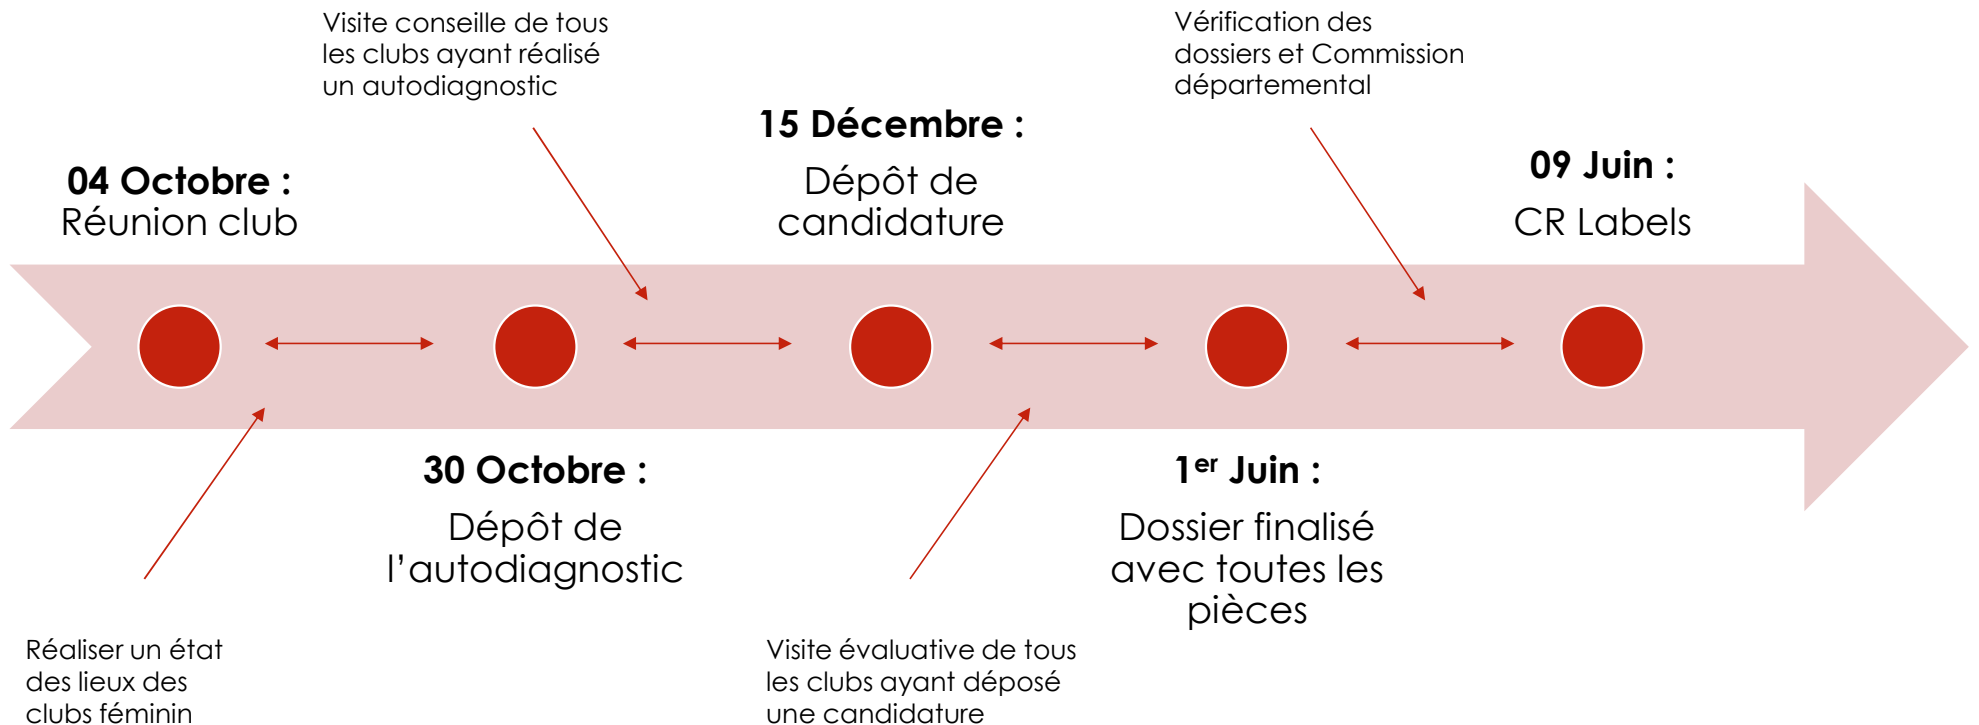 Visite conseille de tous
les clubs ayant réalisé
un autodiagnostic
Vérification des
dossiers et Commission
départemental
04 Octobre :
Réunion club
15 Décembre :
Dépôt de
candidature
09 Juin :
CR Labels
30 Octobre :
Dépôt de
l’autodiagnostic
1er Juin :
Dossier finalisé
avec toutes les
pièces
Réaliser un état
des lieux des
clubs féminin
Visite évaluative de tous
les clubs ayant déposé
une candidature